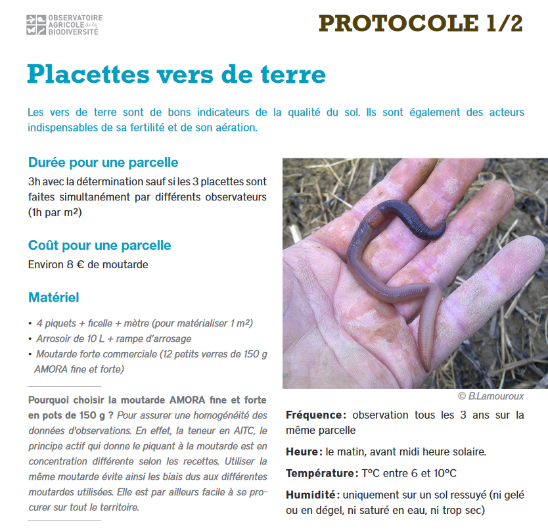 OBSERVATOIRE
AGRICOLE de la
BIODIVERSITÉ
PROTOCOLE 1/2
Placettes vers de terre
Les vers de terre sont de bons indicateurs de la qualité du sol. Ils sont également des acteurs
indispensables de sa fertilité et de son aération.
Durée pour une parcelle
3h avec la détermination sauf si les 3 placettes sont
faites simultanément par différents observateurs
(1h par m²)
Coût pour une parcelle
Environ 8 € de moutarde
Matériel
• 4 piquets + ficelle + mètre (pour matérialiser 1 m²)
• Arrosoir de 10 L + rampe d'arrosage
• Moutarde forte commerciale (12 petits verres de 150 g
AMORA fine et forte)
Pourquoi choisir la moutarde AMORA fine et forte
en pots de 150 g ? Pour assurer une homogénéité des
données d'observations. En effet, la teneur en AITC, le
principe actif qui donne le piquant à la moutarde est en
concentration différente selon les recettes. Utiliser la
même moutarde évite ainsi les biais dus aux différentes
moutardes utilisées. Elle est par ailleurs facile à se pro-
curer sur tout le territoire.
© B.Lamouroux
Fréquence : observation tous les 3 ans sur la
même parcelle
Heure : le matin, avant midi heure solaire.
Température : T°C entre 6 et 10°C
Humidité : uniquement sur un sol ressuyé (ni gelé
ou en dégel, ni saturé en eau, ni trop sec)